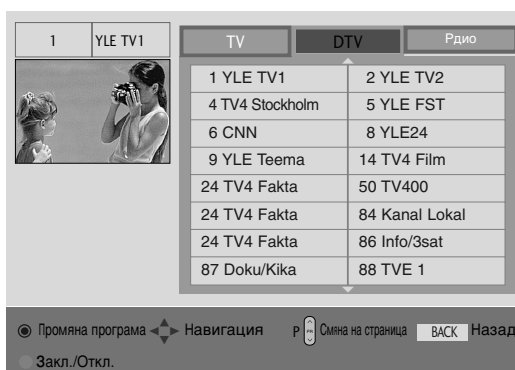 1 YLE TV1
TV DTV Рдио
1 YLE TV1 2 YLE TV2
4 TV4 Stockholm 5 YLE FST
6 CNN 8 YLE24
9 YLE Teema 14 TV4 Film
24 TV4 Fakta 50 TV400
24 TV4 Fakta 84 Kanal Lokal
24 TV4 Fakta 86 Info/3sat
87 Doku/Kika 88 TVE 1
Промяна програма Навигация P PR Смяна на страница BACK Назад
Закл./Откл.